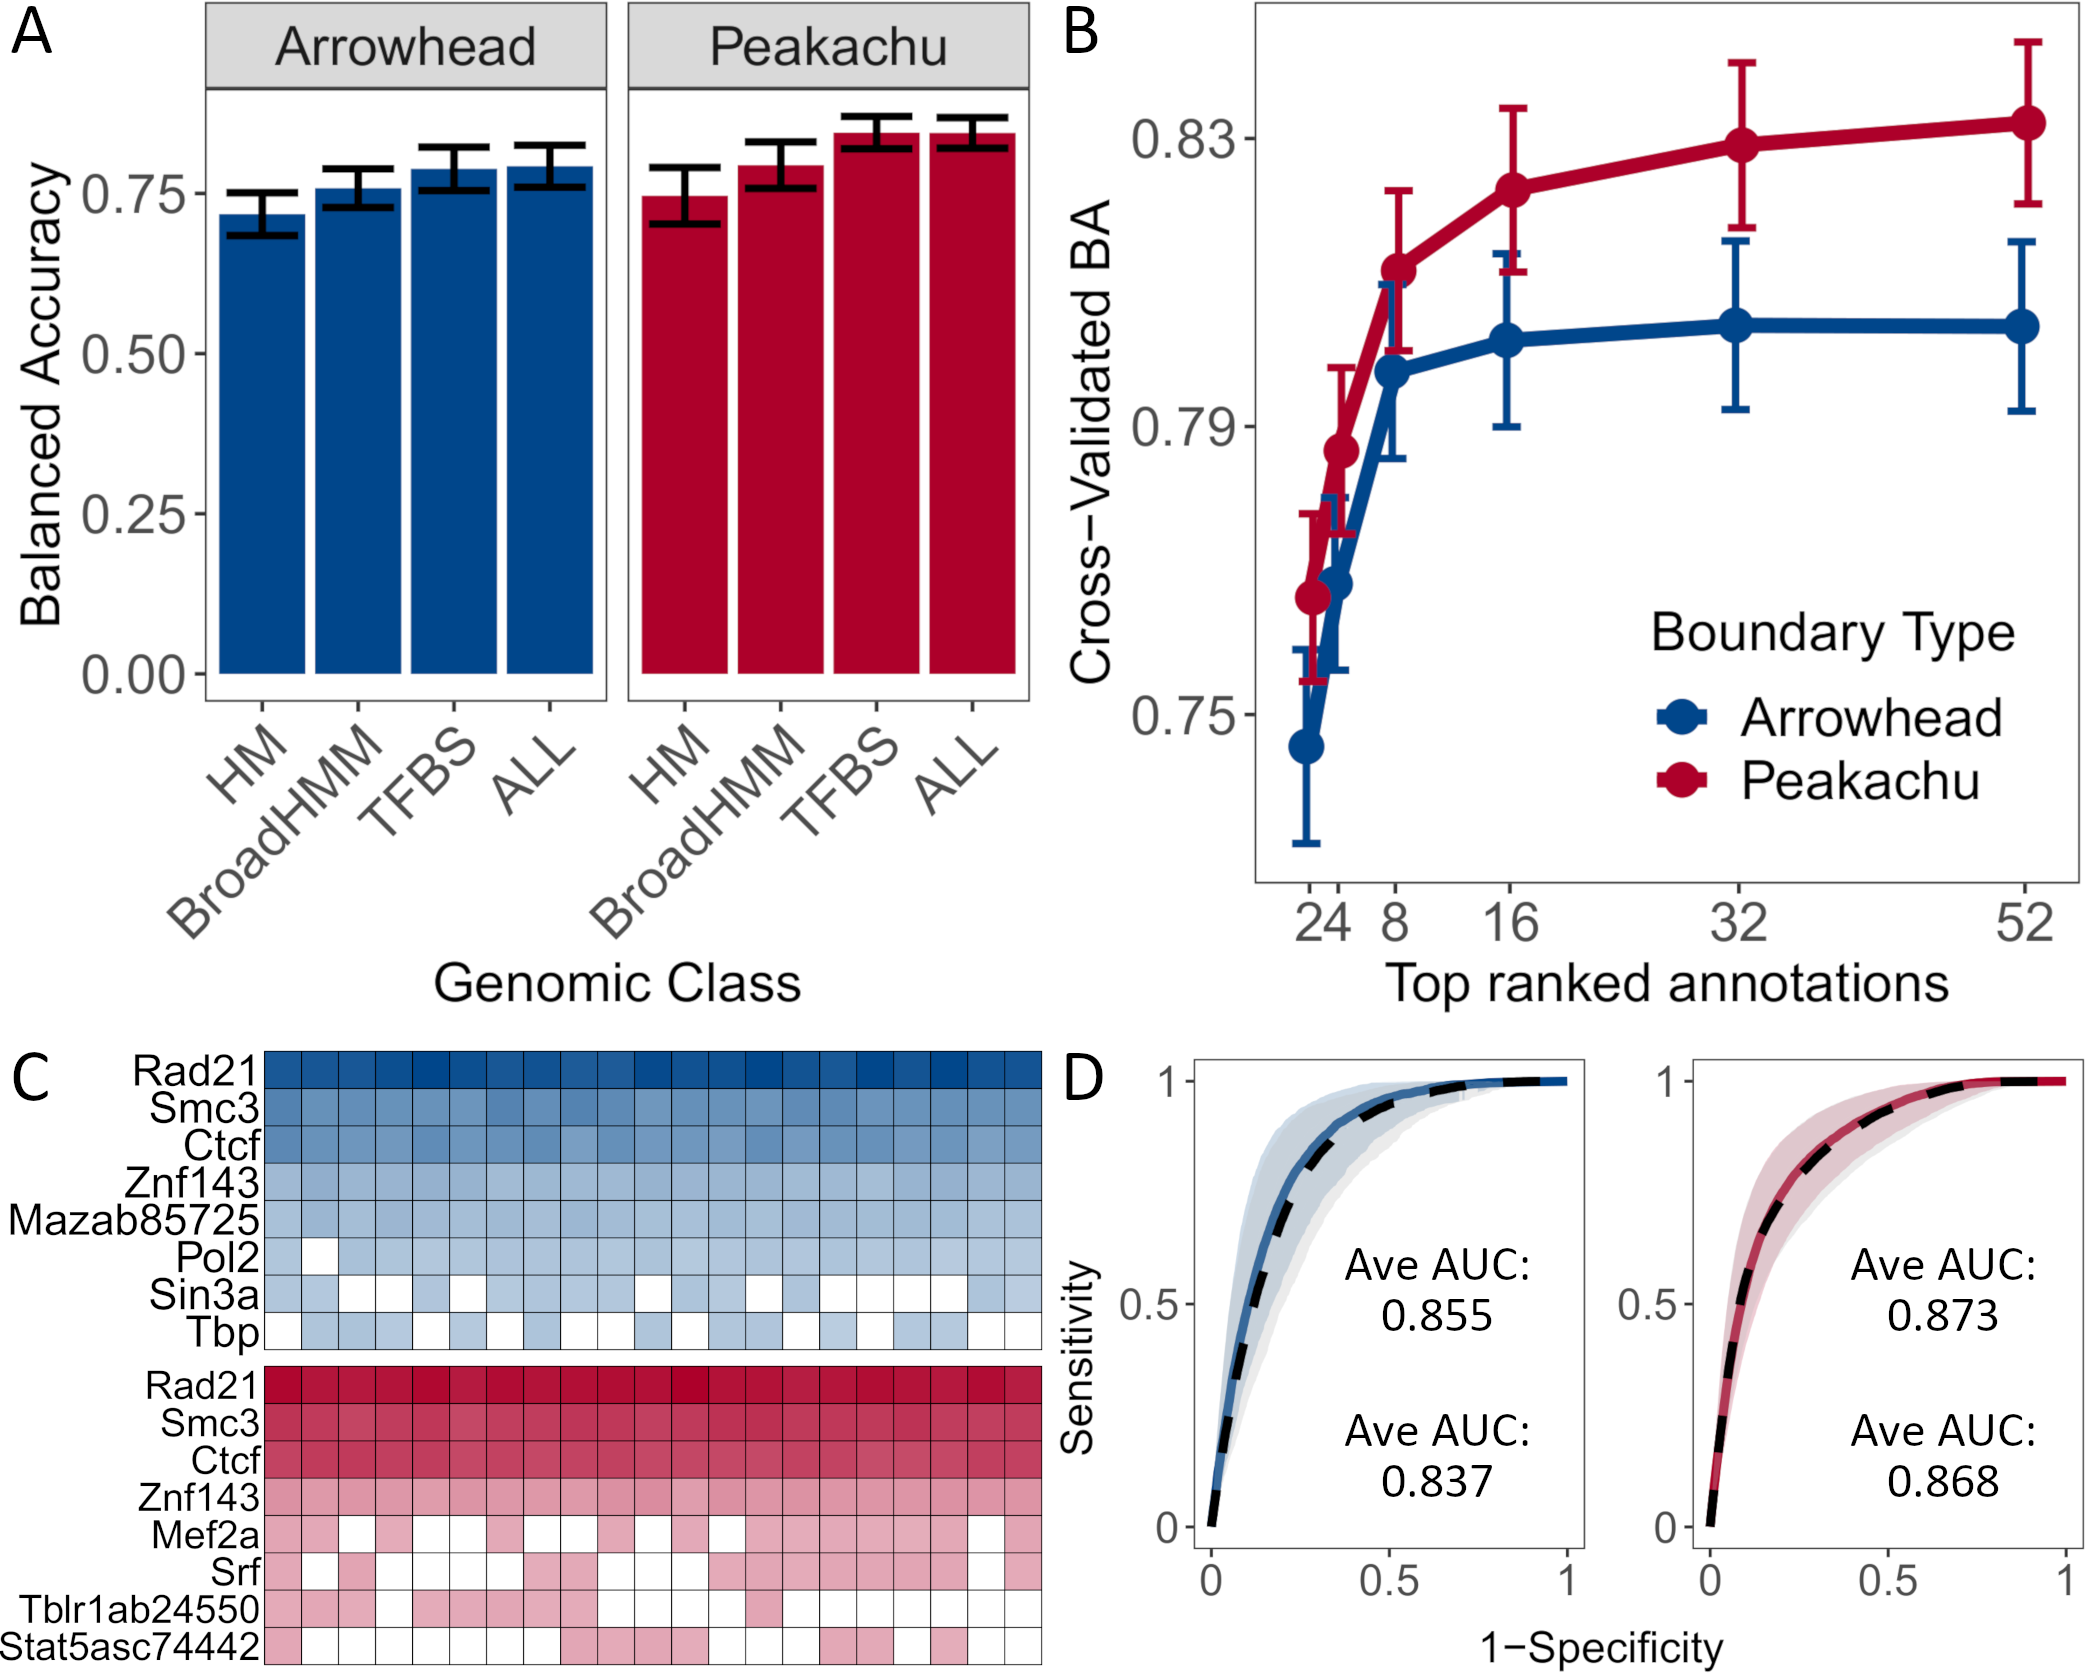 A
Arrowhead
Peakachu
Balanced Accuracy
0.75
0.50
0.25
0.00
HM
BroadHMM
TFBS
ALL
HM
BroadHMM
TFBS
ALL
Genomic Class
B
Cross−Validated BA
0.83
0.79
0.75
2 4 8 16 32 52
Top ranked annotations
Boundary Type
Arrowhead
Peakachu
C
Rad21
Smc3
Ctcf
Znf143
Mazab85725
Pol2
Sin3a
Tbp
Rad21
Smc3
Ctcf
Znf143
Mef2a
Srf
Tblr1ab24550
Stat5asc74442
D
Sensitivity
1
0.5
0
0 0.5 1
Ave AUC:
0.855
Ave AUC:
0.837
1
0.5
0
0 0.5 1
Ave AUC:
0.873
Ave AUC:
0.868
1−Specificity